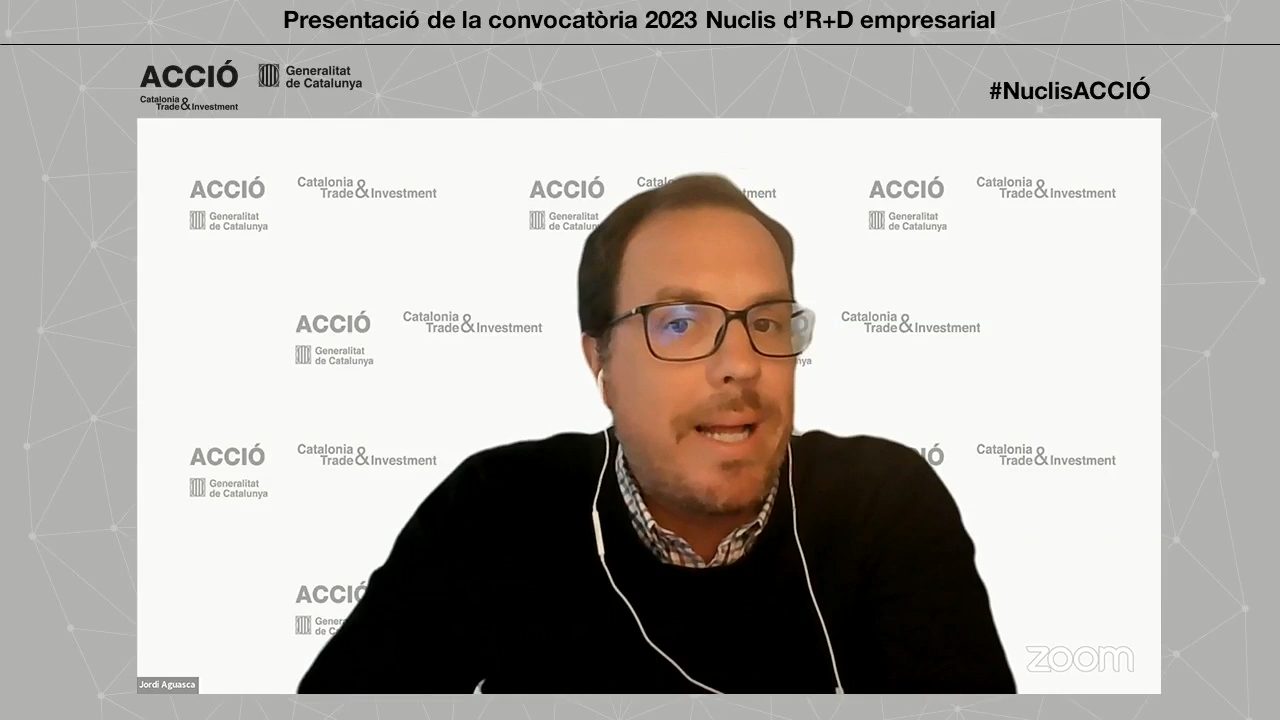 Presentació de la convocatòria 2023 Nuclis d’R+D empresarial
ACCIÓ
Catalonia
Trade&Investment
Generalitat
de Catalunya
#NuclisACCIÓ
ACCIÓ
Catalonia
Trade&Investment
Generalitat
de Catalunya
ACCIÓ
Generalitat
ACCIÓ
Catalonia
Trade&Investment
Generalitat
de Catalunya
ACCIÓ
Catalonia
Trade&Investment
Generalitat
de Catalunya
Catalonia
Trade&Investment
ACCIÓ
Catalonia
Trade&Investment
Generalitat
de Catalunya
Catalonia
Trade&Investment
ACCIÓ
zoom
Jordi Aguasca